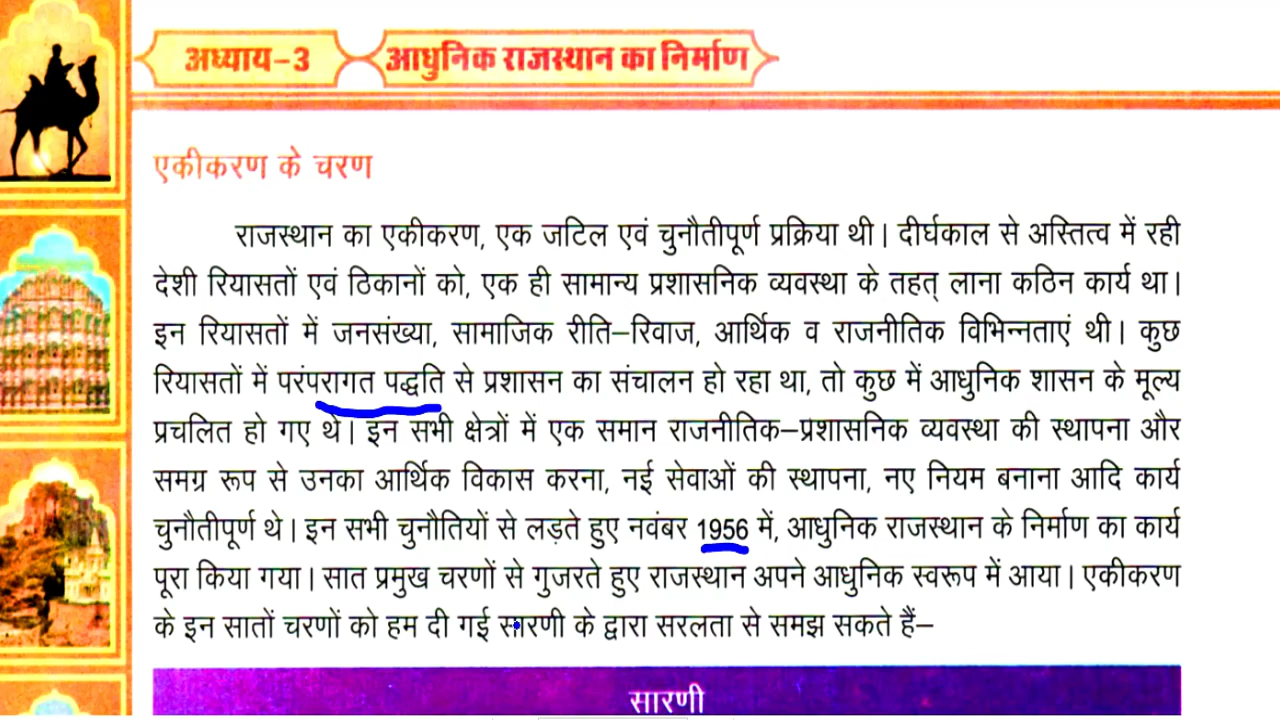 अध्याय-3
आधुनिक राजस्थान का निर्माण
एकीकरण के चरण
राजस्थान का एकीकरण, एक जटिल एवं चुनौतीपूर्ण प्रक्रिया थी। दीर्घकाल से अस्तित्व में रही
देशी रियासतों एवं ठिकानों को, एक ही सामान्य प्रशासनिक व्यवस्था के तहत् लाना कठिन कार्य था।
इन रियासतों में जनसंख्या, सामाजिक रीति-रिवाज, आर्थिक व राजनीतिक विभिन्नताएं थी। कुछ
रियासतों में परंपरागत पद्धति से प्रशासन का संचालन हो रहा था, तो कुछ में आधुनिक शासन के मूल्य
प्रचलित हो गए थे। इन सभी क्षेत्रों में एक समान राजनीतिक-प्रशासनिक व्यवस्था की स्थापना और
समग्र रूप से उनका आर्थिक विकास करना, नई सेवाओं की स्थापना, नए नियम बनाना आदि कार्य
चुनौतीपूर्ण थे। इन सभी चुनौतियों से लड़ते हुए नवंबर 1956 में, आधुनिक राजस्थान के निर्माण का कार्य
पूरा किया गया। सात प्रमुख चरणों से गुजरते हुए राजस्थान अपने आधुनिक स्वरूप में आया। एकीकरण
के इन सातों चरणों को हम दी गई सारणी के द्वारा सरलता से समझ सकते हैं-
सारणी